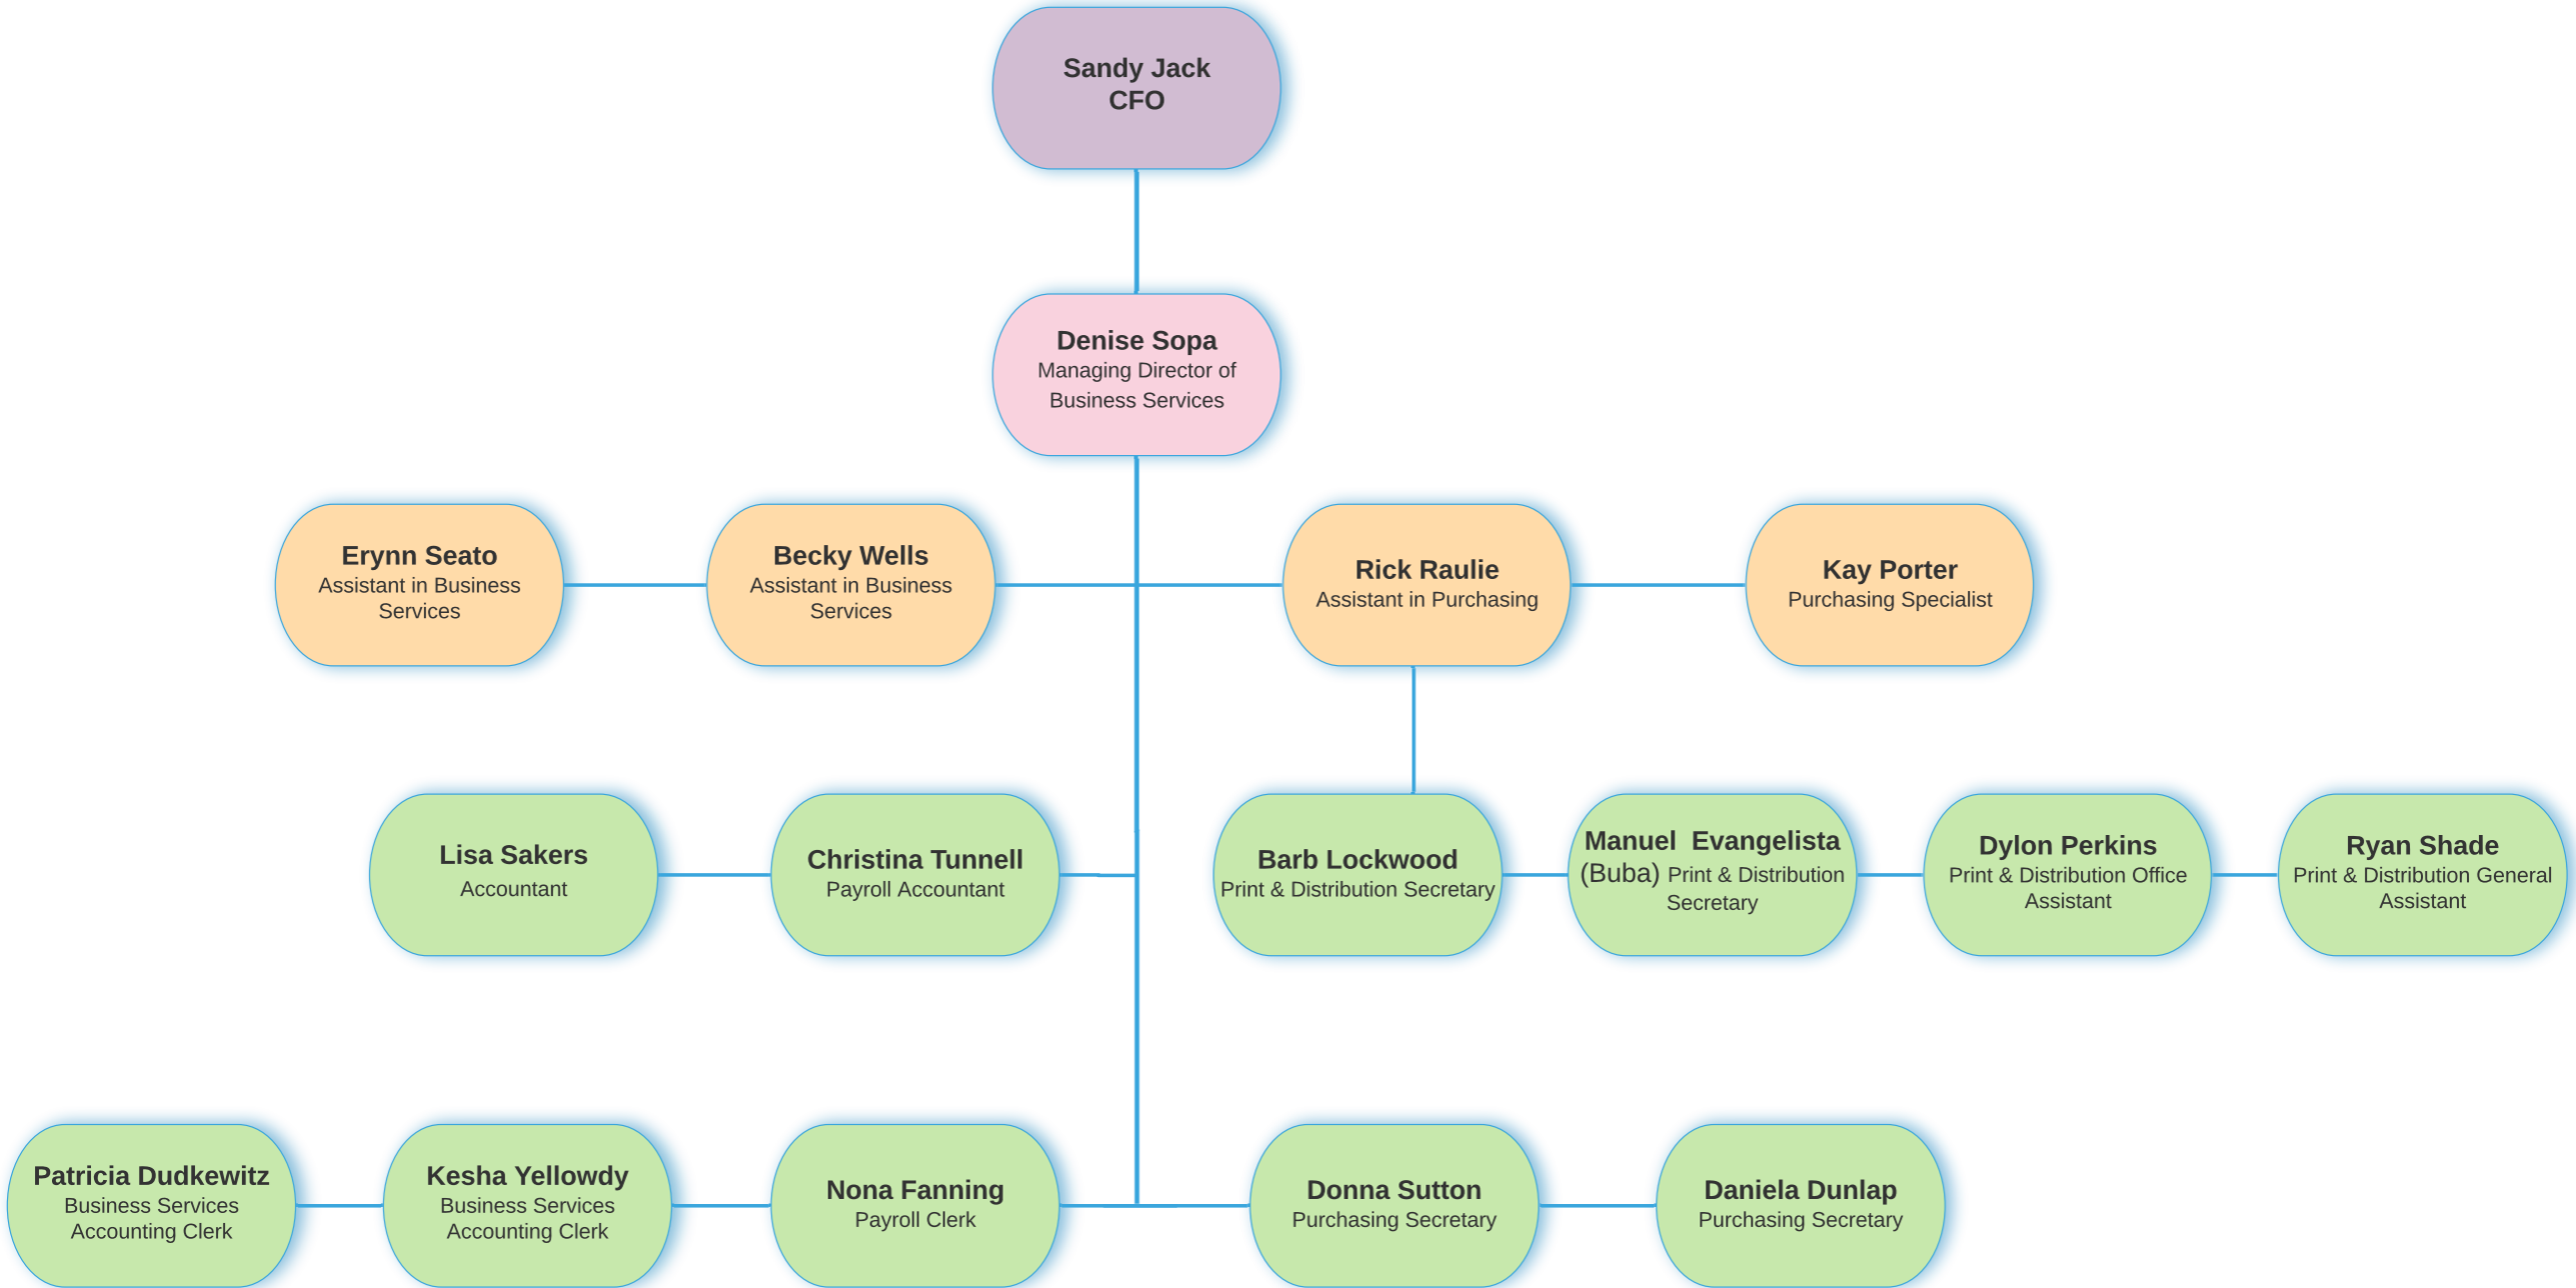 Sandy Jack
CFO
Denise Sopa
Managing Director of
Business Services
Erynn Seato
Assistant in Business
Services
Becky Wells
Assistant in Business
Services
Rick Raulie
Assistant in Purchasing
Kay Porter
Purchasing Specialist
Lisa Sakers
Accountant
Christina Tunnell
Payroll Accountant
Barb Lockwood
Print & Distribution Secretary
Manuel  Evangelista
(Buba) Print & Distribution
Secretary
Dylon Perkins
Print & Distribution Office
Assistant
Ryan Shade
Print & Distribution General
Assistant
Patricia Dudkewitz
Business Services
Accounting Clerk
Kesha Yellowdy
Business Services
Accounting Clerk
Nona Fanning
Payroll Clerk
Donna Sutton
Purchasing Secretary
Daniela Dunlap
Purchasing Secretary